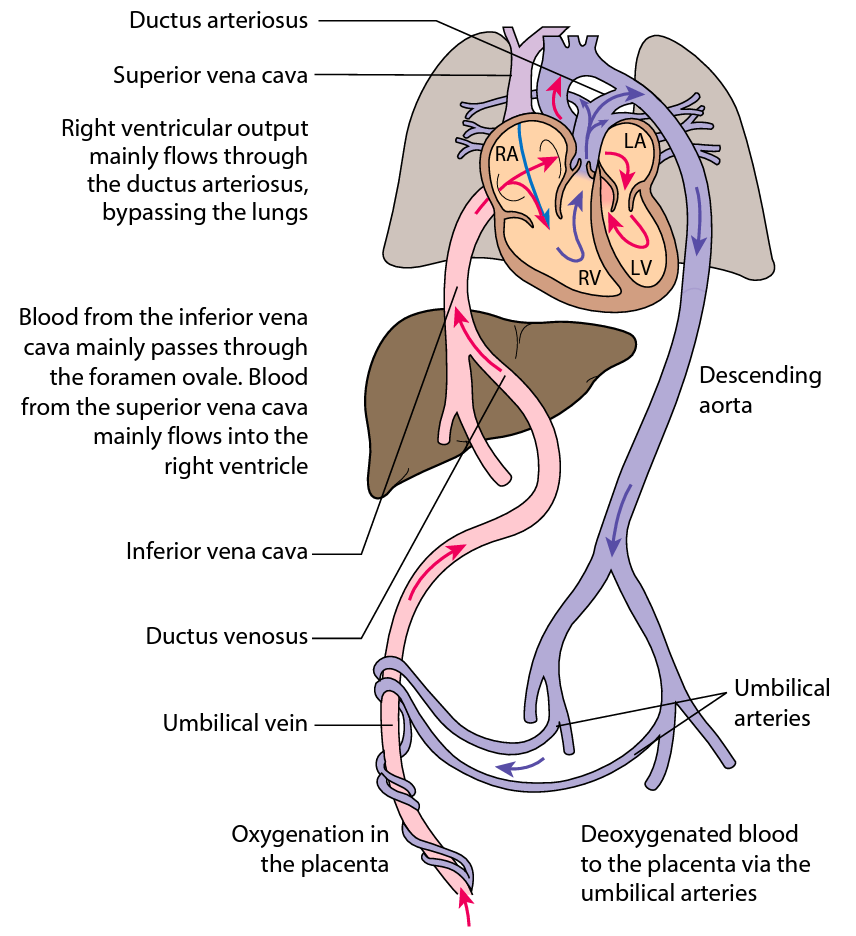 Ductus arteriosus
Superior vena cava
Right ventricular output
mainly flows through
the ductus arteriosus,
bypassing the lungs
RA
LA
RV
LV
Blood from the inferior vena
cava mainly passes through
the foramen ovale. Blood
from the superior vena cava
mainly flows into the
right ventricle
Descending
aorta
Inferior vena cava
Ductus venosus
Umbilical vein
Umbilical
arteries
Oxygenation in
the placenta
Deoxygenated blood
to the placenta via the
umbilical arteries